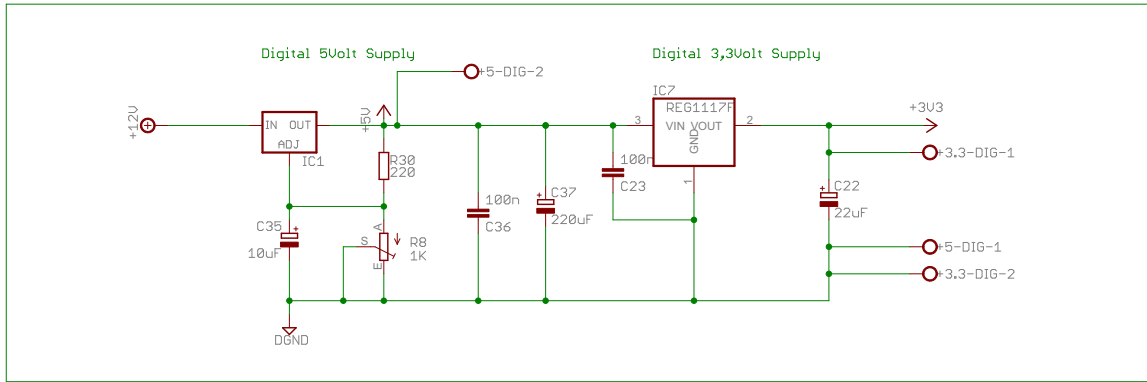 Digital 5Volt Supply
Digital 3,3Volt Supply
+5-DIG-2
+12V
IN OUT
ADJ
IC1
+5V
R30
220
C35
10uF
A
S
E
R8
1K
DGND
100n
C36
C37
220uF
100n
C23
IC7
REG1117F
3
VIN VOUT
GND
2
1
+3V3
+3.3-DIG-1
C22
22uF
+5-DIG-1
+3.3-DIG-2